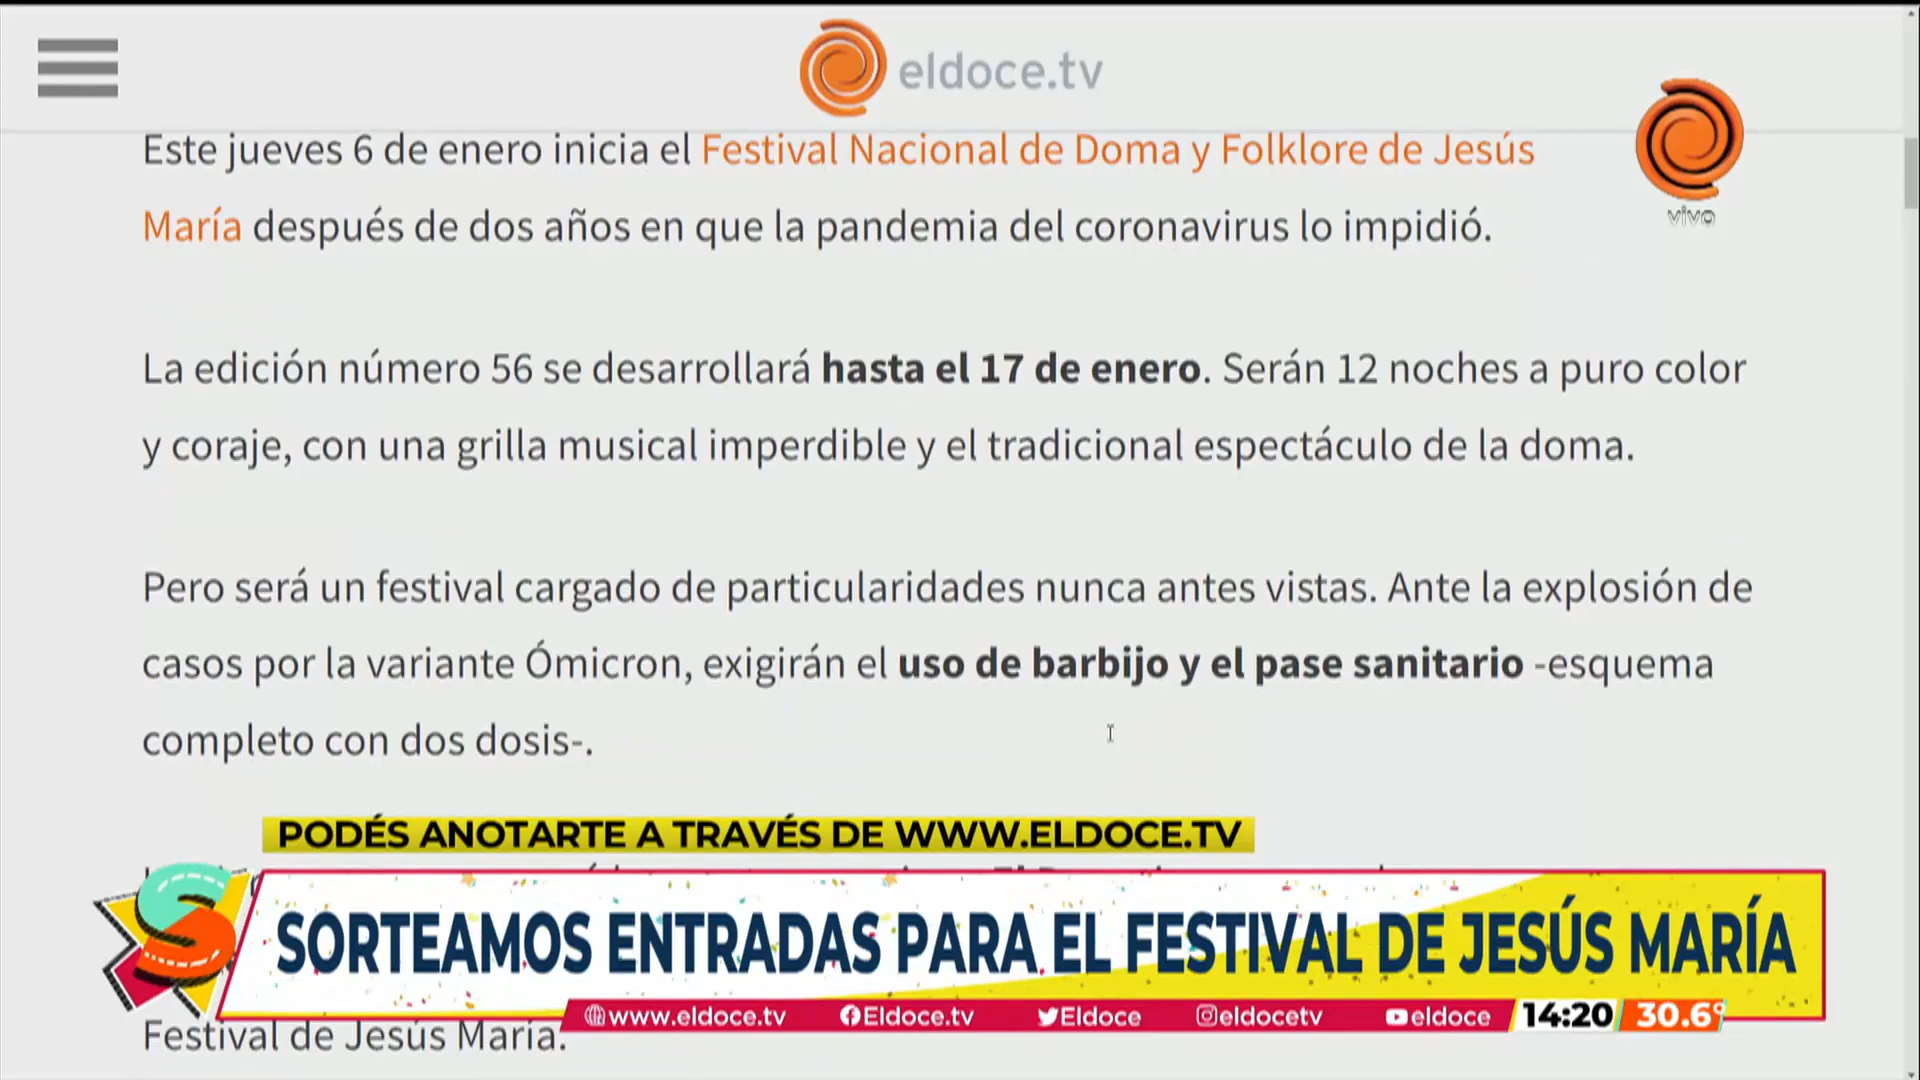 eldoce.tv
vivo
Este jueves 6 de enero inicia el Festival Nacional de Doma y Folklore de Jesús
María después de dos años en que la pandemia del coronavirus lo impidió.
La edición número 56 se desarrollará hasta el 17 de enero. Serán 12 noches a puro color
y coraje, con una grilla musical imperdible y el tradicional espectáculo de la doma.
Pero será un festival cargado de particularidades nunca antes vistas. Ante la explosión de
casos por la variante Ómicron, exigirán el uso de barbijo y el pase sanitario -esquema
completo con dos dosis-.
PODÉS ANOTARTE A TRAVÉS DE WWW.ELDOCE.TV
SORTEAMOS ENTRADAS PARA EL FESTIVAL DE JESÚS MARÍA
www.eldoce.tv Eldoce.tv Eldoce eldocetv eldoce 14:20 30.6°
Festival de Jesús María.